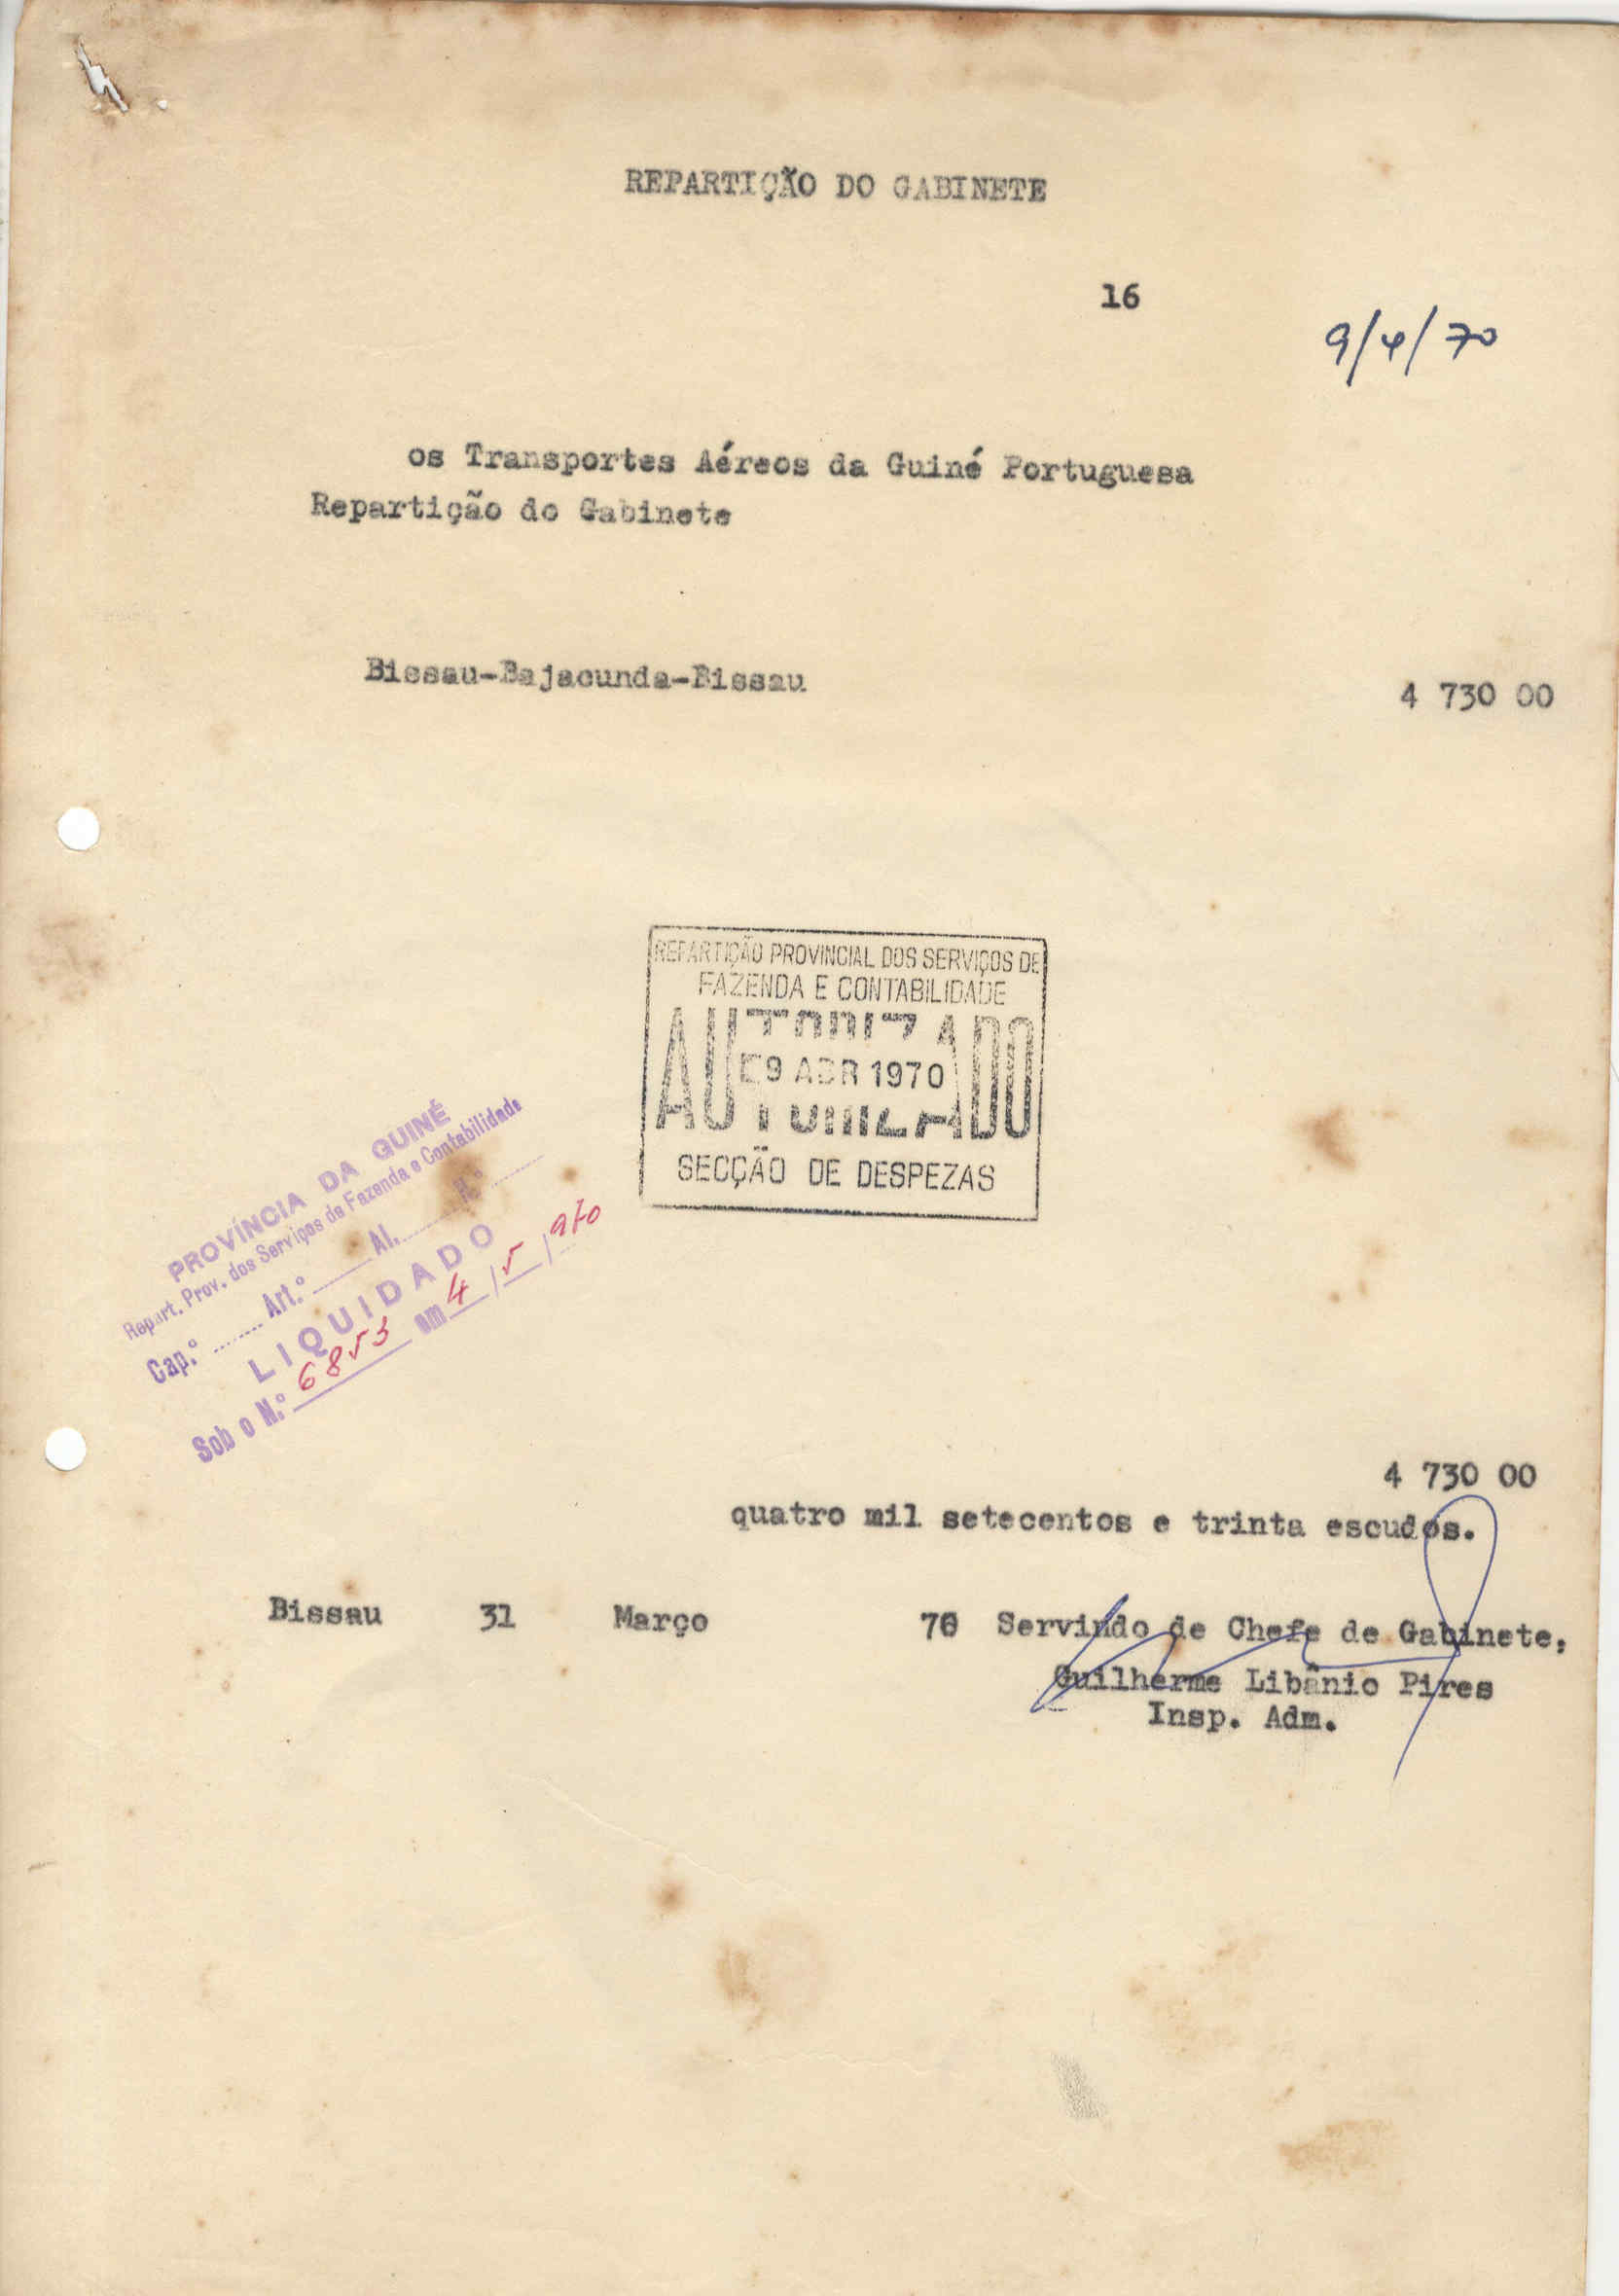 REPARTIÇÃO DO GABINETE
16
9/4/70
os Transportes Aéreos da Guiné Portuguesa
Repartição do Gabinete
Bissau-Bajacunda-Bissau
4 730 00
REPARTIÇÃO PROVINCIAL DOS SERVIÇOS DE
FAZENDA E CONTABILIDADE
AUTORIZADO
9 ABR 1970
SECÇÃO DE DESPEZAS
PROVÍNCIA DA GUINÉ
Repart. Prov. dos Serviços de Fazenda e Contabilidade
Cap.º ........ Art.º ........ Al. ........ N.º ........
LIQUIDADO
Sob o N.º 6853 em 4/5/970
4 730 00
quatro mil setecentos e trinta escudos.
Bissau 31 Março 70 Servindo de Chefe de Gabinete,
Guilherme Libânio Pires
Insp. Adm.